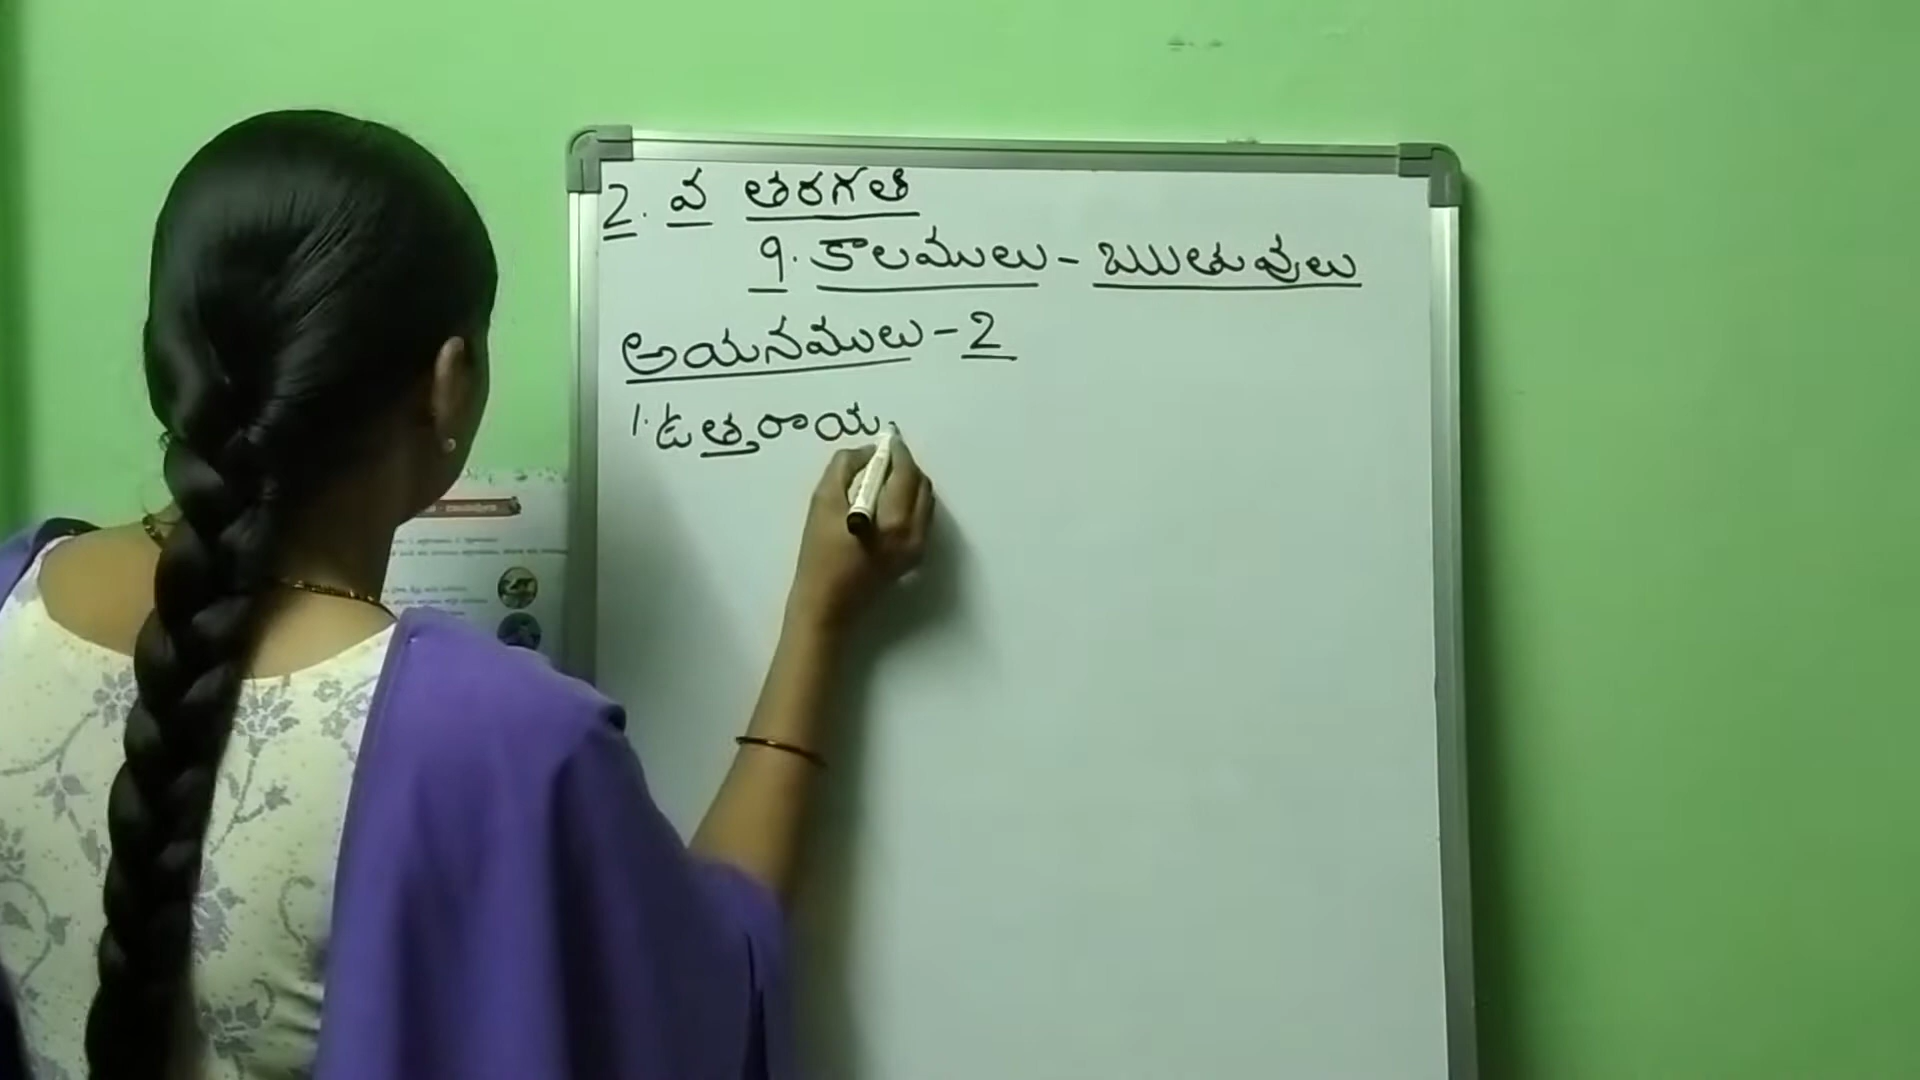 2. వ తరగతి
9. కాలములు - ఋతువులు
అయనములు - 2
1. ఉత్తరాయ